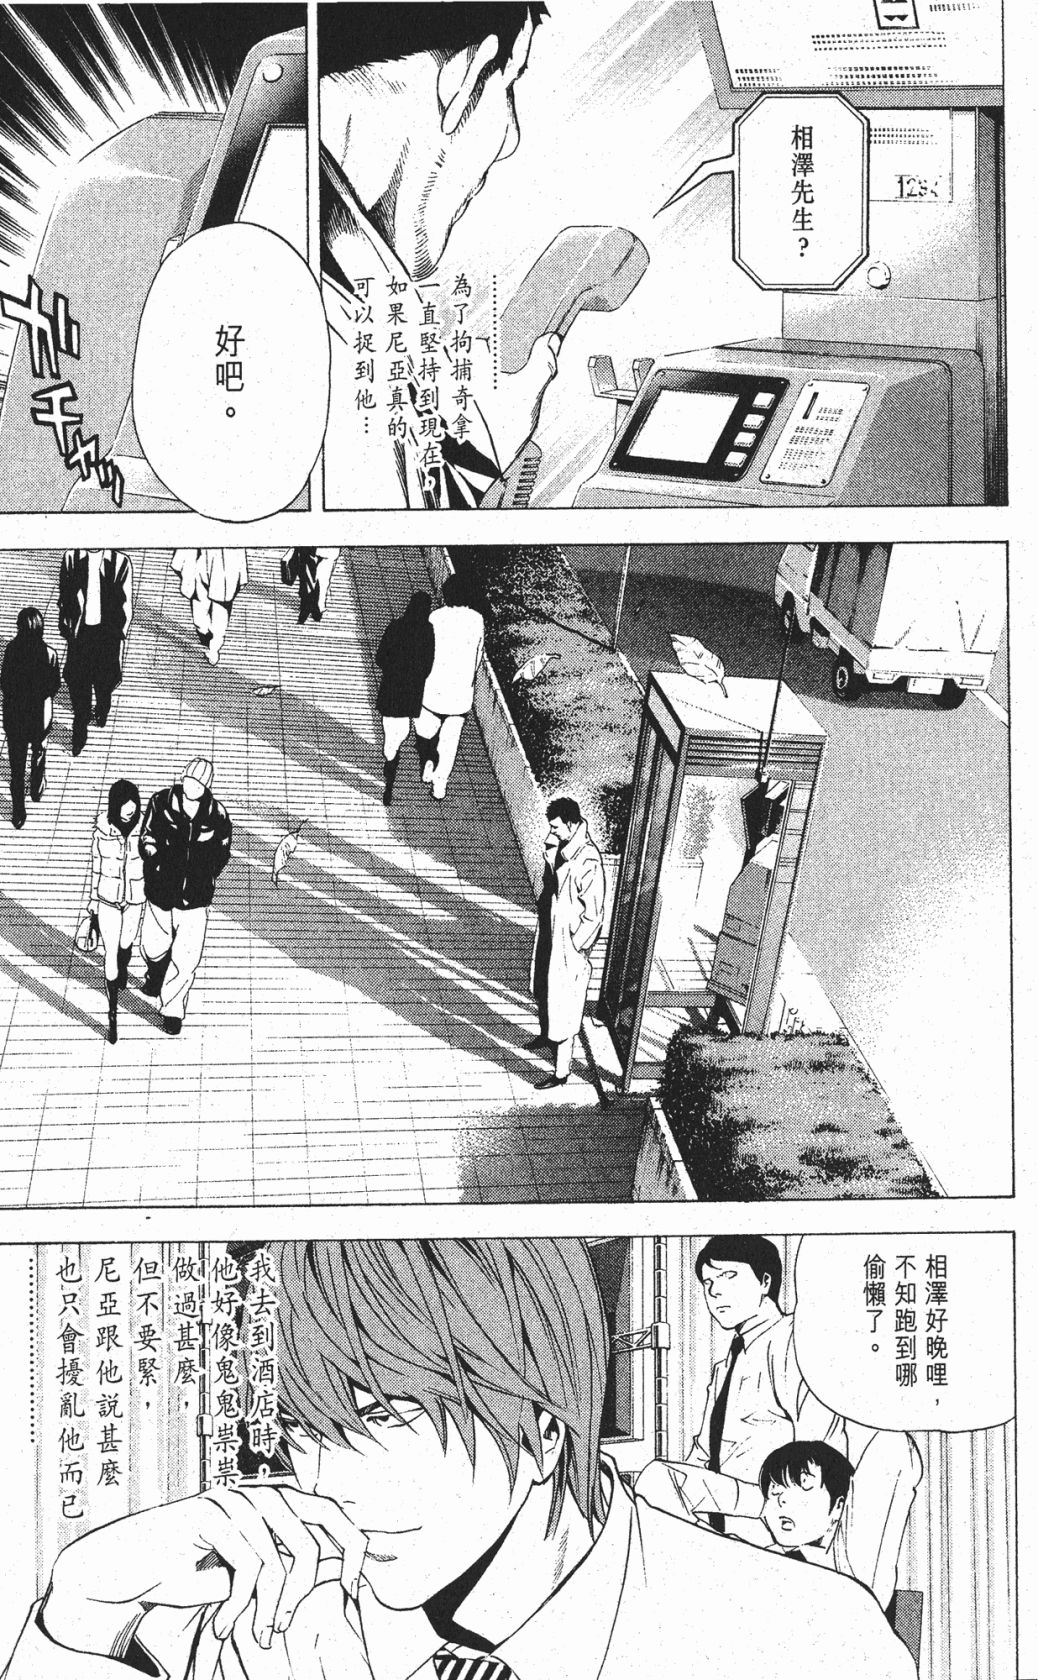 相澤先生?
1284
為了拘捕奇拿
一直堅持到現在。
如果尼亞真的
可以捉到他…
好吧。
ガチャッ
相澤好晚哩,
不知跑到哪
偷懶了。
我去到酒店時,
他好像鬼鬼祟祟
做過甚麼,
但不要緊,
尼亞跟他說甚麼
也只會擾亂他而已
………